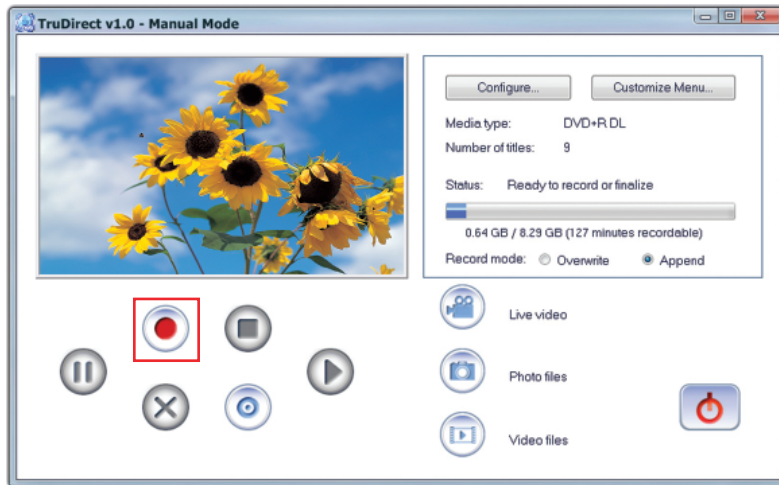 TruDirect v1.0 - Manual Mode
Configure... Customize Menu...
Media type: DVD+R DL
Number of titles: 9
Status: Ready to record or finalize
0.64 GB / 8.29 GB (127 minutes recordable)
Record mode: Overwrite Append
Live video
Photo files
Video files